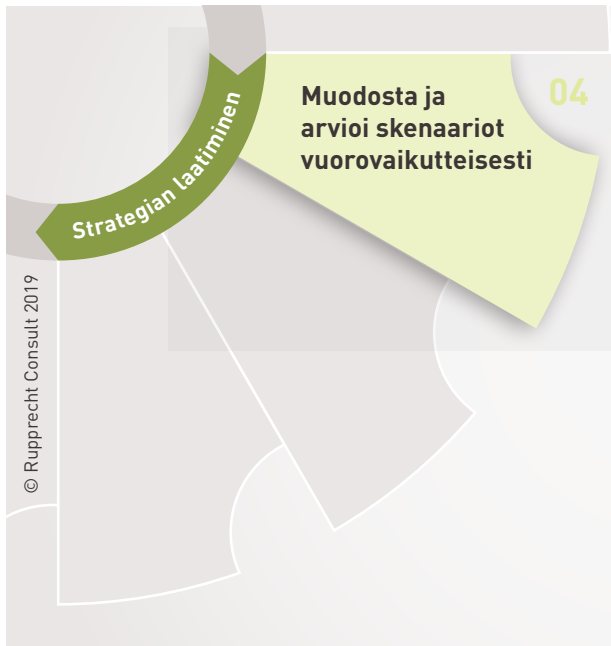 Muodosta ja
arvioi skenaariot
vuorovaikutteisesti
04
Strategian laatiminen
© Rupprecht Consult 2019